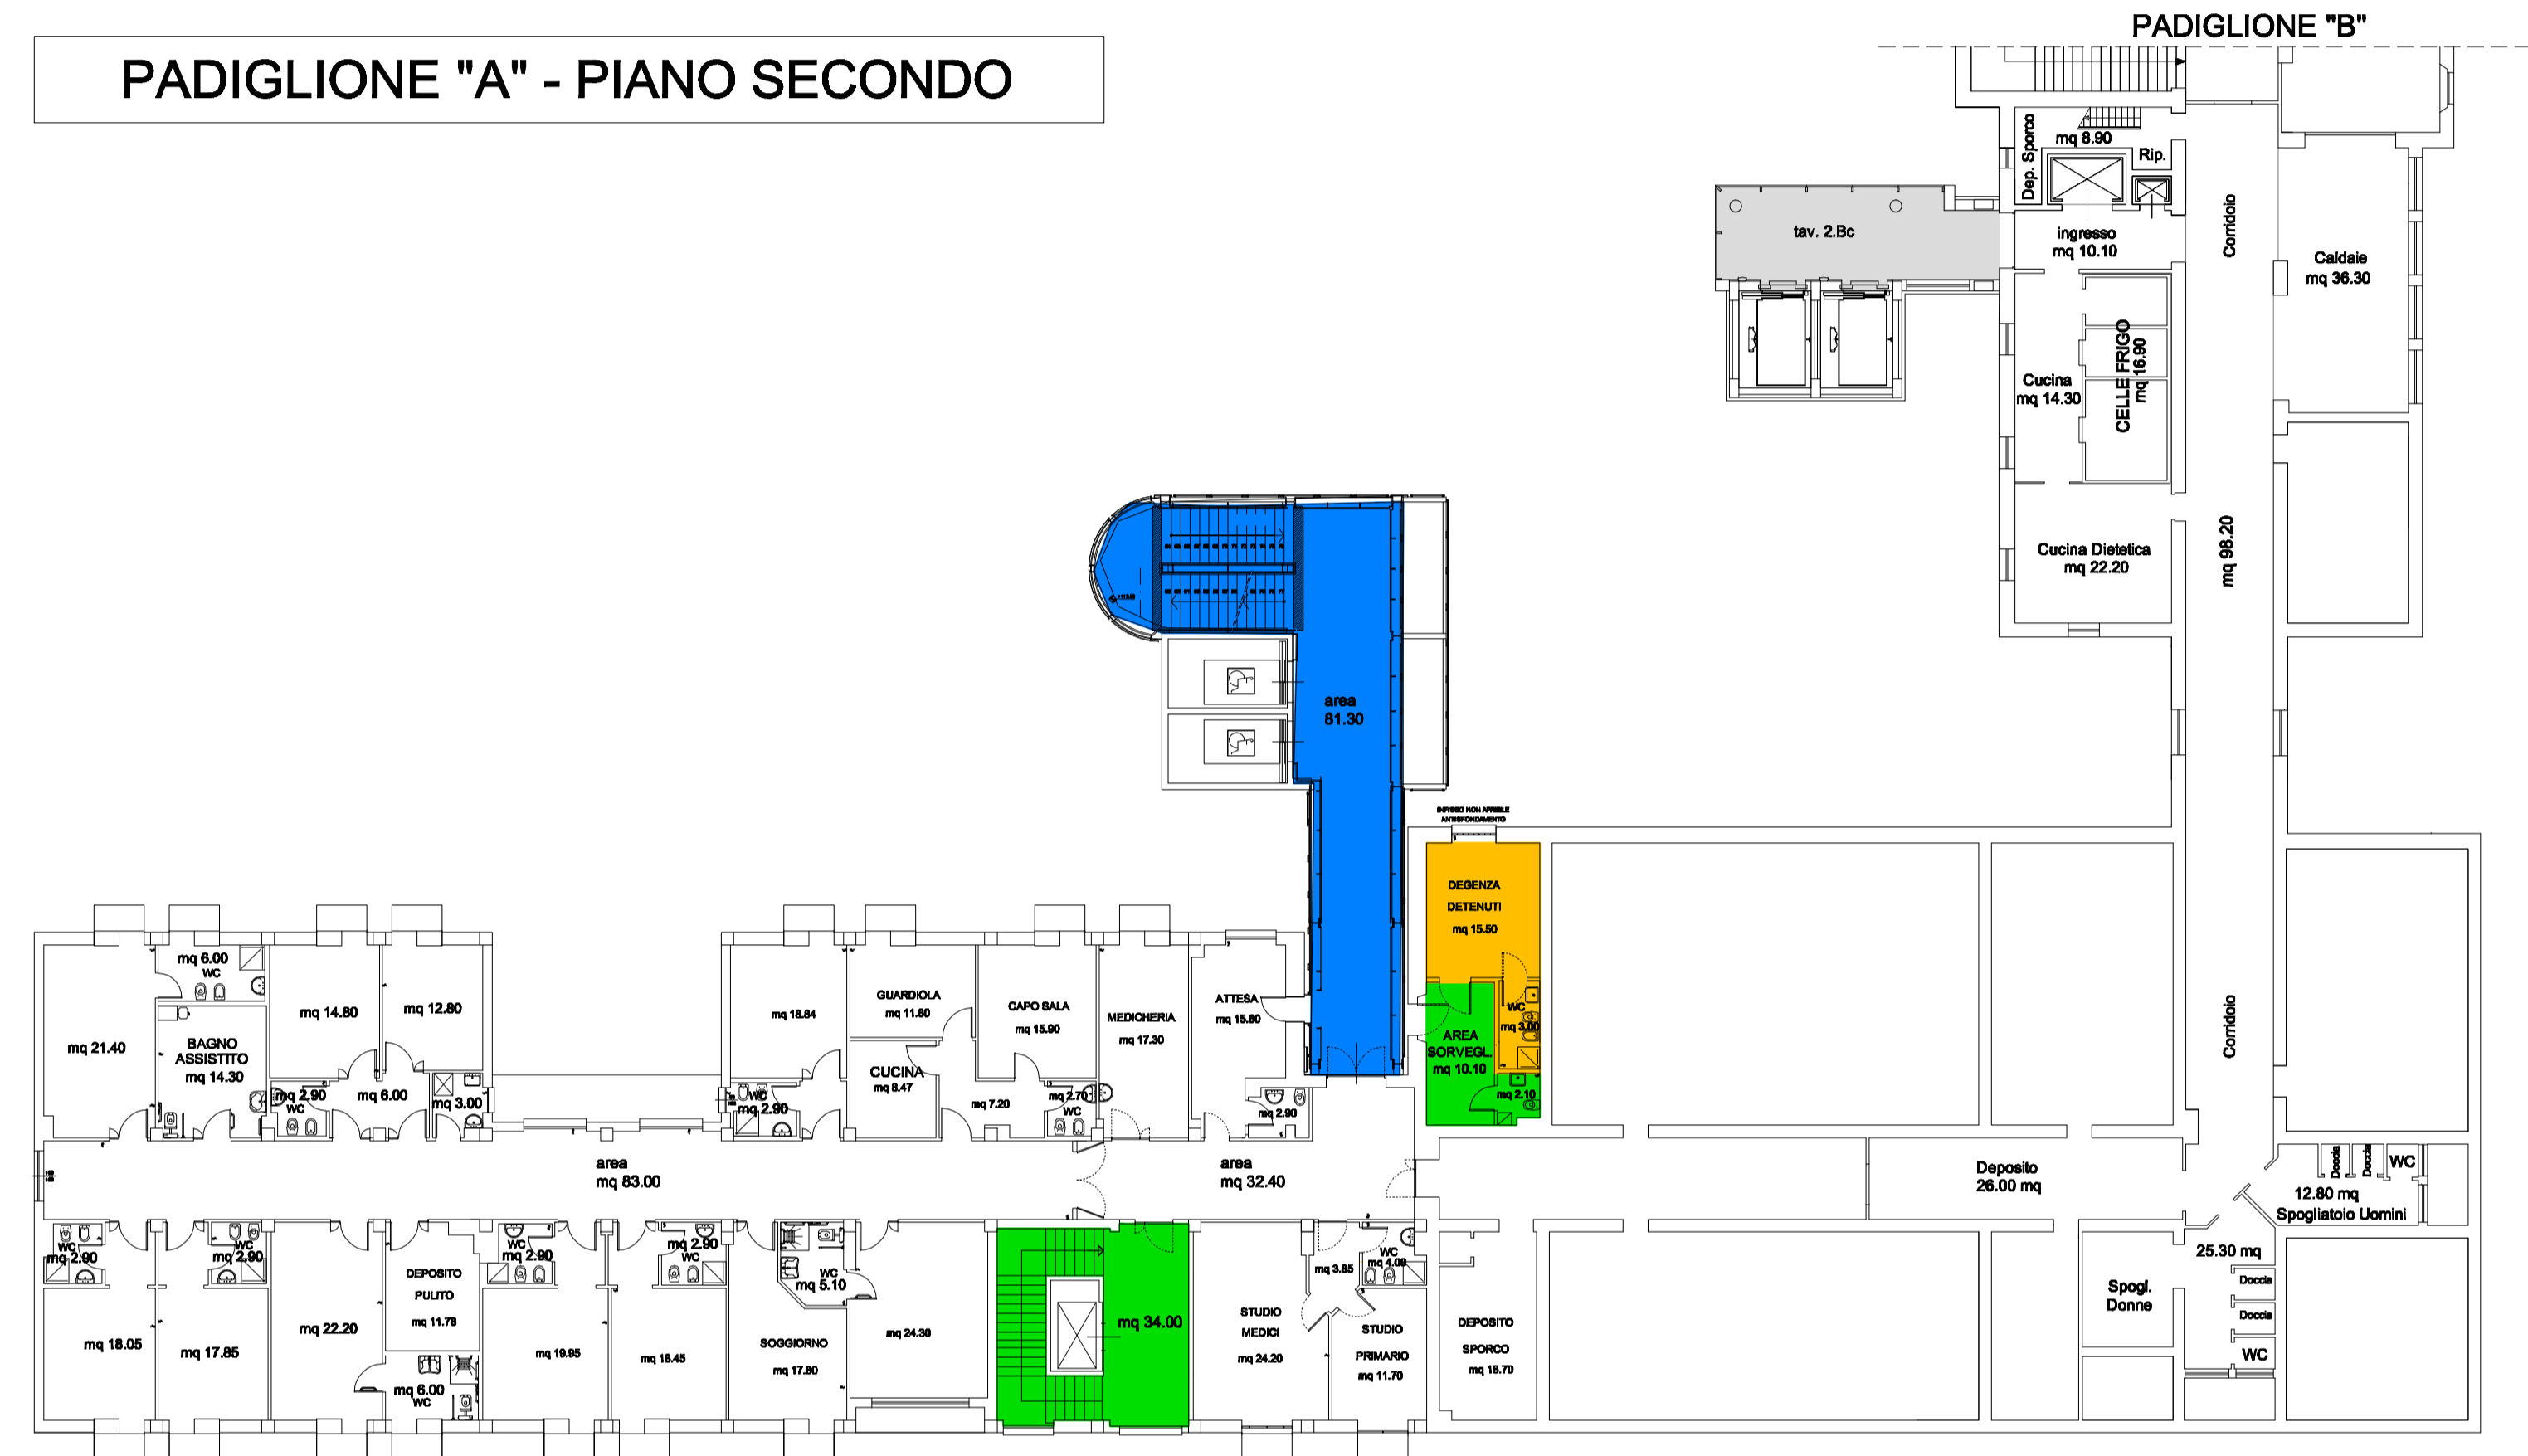 PADIGLIONE "B"
PADIGLIONE "A" - PIANO SECONDO
Dep. Sporco
mq 8.90
Rip.
Corridoio
tav. 2.Bc
ingresso
mq 10.10
Caldaie
mq 36.30
Cucina
mq 14.30
CELLE FRIGO
mq 16.90
Cucina Dietetica
mq 22.20
mq 98.20
area
81.30
INFISSO NON APRIBILE
ANTISFONDAMENTO
DEGENZA
DETENUTI
mq 15.50
WC
mq 3.00
AREA
SORVEGL.
mq 10.10
mq 2.10
Corridoio
mq 21.40
mq 6.00
WC
BAGNO
ASSISTITO
mq 14.30
mq 14.80
mq 12.80
mq 2.90
WC
mq 6.00
mq 3.00
mq 18.84
WC
mq 2.90
GUARDIOLA
mq 11.80
CUCINA
mq 8.47
CAPO SALA
mq 15.90
mq 7.20
mq 2.70
WC
MEDICHERIA
mq 17.30
ATTESA
mq 15.60
mq 2.90
area
mq 83.00
area
mq 32.40
Deposito
26.00 mq
Doccia
Doccia
WC
12.80 mq
Spogliatoio Uomini
WC
mq 2.90
mq 18.05
mq 2.90
mq 17.85
mq 22.20
DEPOSITO
PULITO
mq 11.78
mq 6.00
WC
WC
mq 2.90
mq 19.95
mq 2.90
WC
mq 18.45
WC
mq 5.10
SOGGIORNO
mq 17.80
mq 24.30
mq 34.00
STUDIO
MEDICI
mq 24.20
mq 3.85
WC
mq 4.09
STUDIO
PRIMARIO
mq 11.70
DEPOSITO
SPORCO
mq 16.70
25.30 mq
Spogl.
Donne
Doccia
Doccia
WC